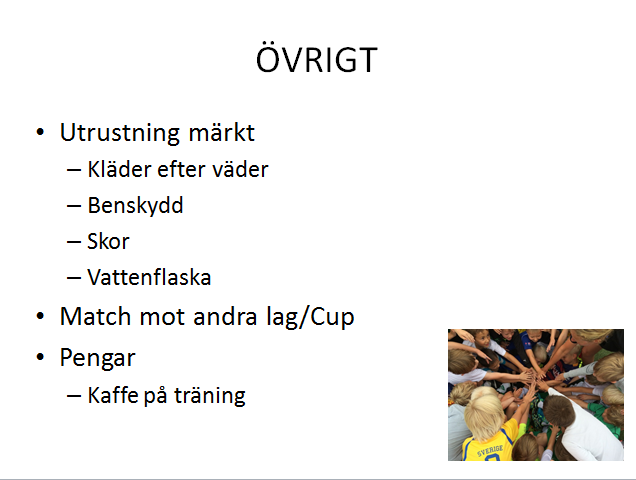 ÖVRIGT
• Utrustning märkt
– Kläder efter väder
– Benskydd
– Skor
– Vattenflaska
• Match mot andra lag/Cup
• Pengar
– Kaffe på träning
SVERIGE